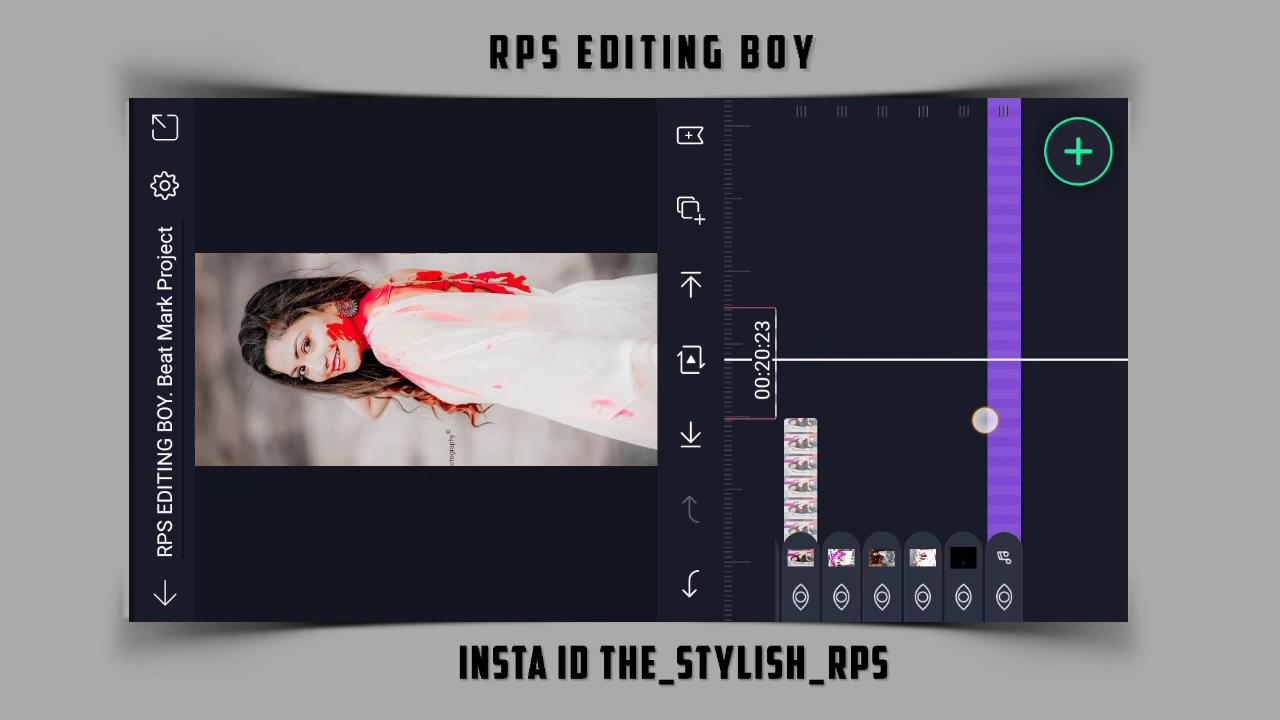 RPS EDITING BOY
RPS EDITING BOY. Beat Mark Project
00:20:23
INSTA ID THE_STYLISH_RPS